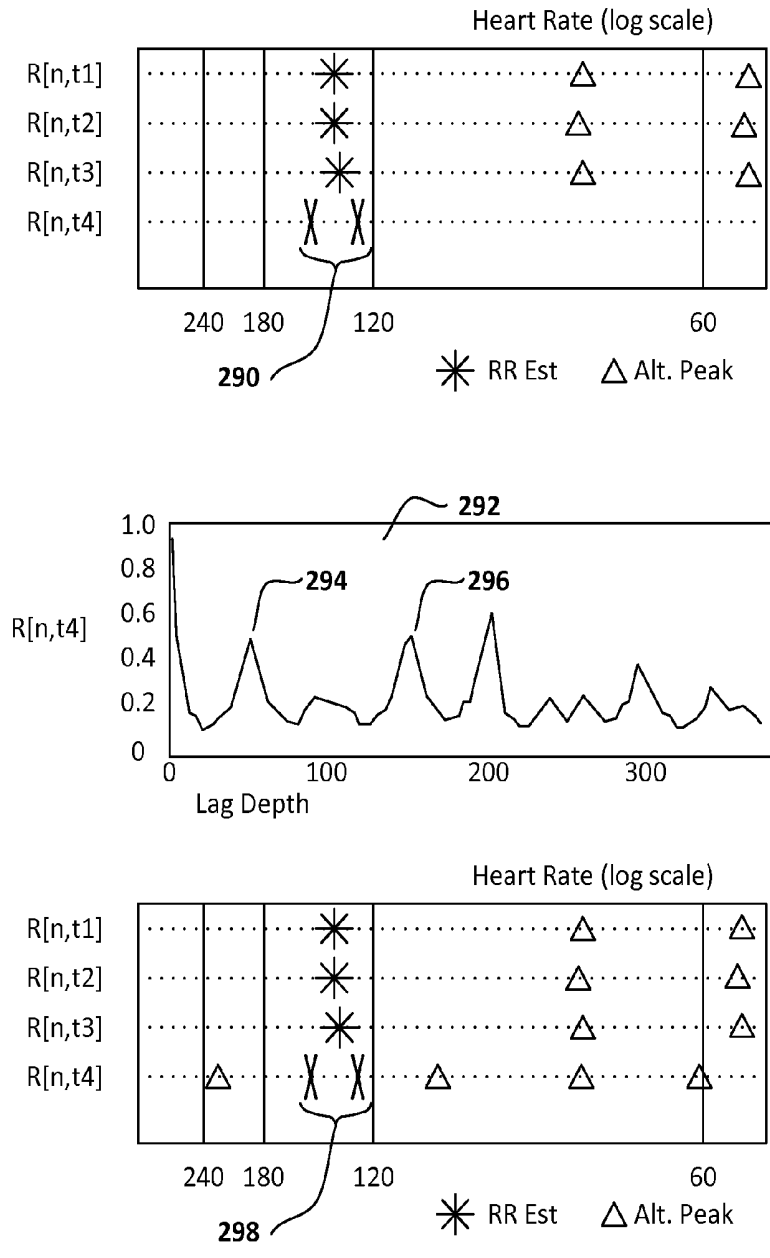 Heart Rate (log scale)
R[n,t1]
R[n,t2]
R[n,t3]
R[n,t4]
240 180 120 60
290
RR Est Alt. Peak
292
1.0
0.8
294 296
0.6
R[n,t4]
0.4
0.2
0
0 100 200 300
Lag Depth
Heart Rate (log scale)
R[n,t1]
R[n,t2]
R[n,t3]
R[n,t4]
240 180 120 60
298
RR Est Alt. Peak